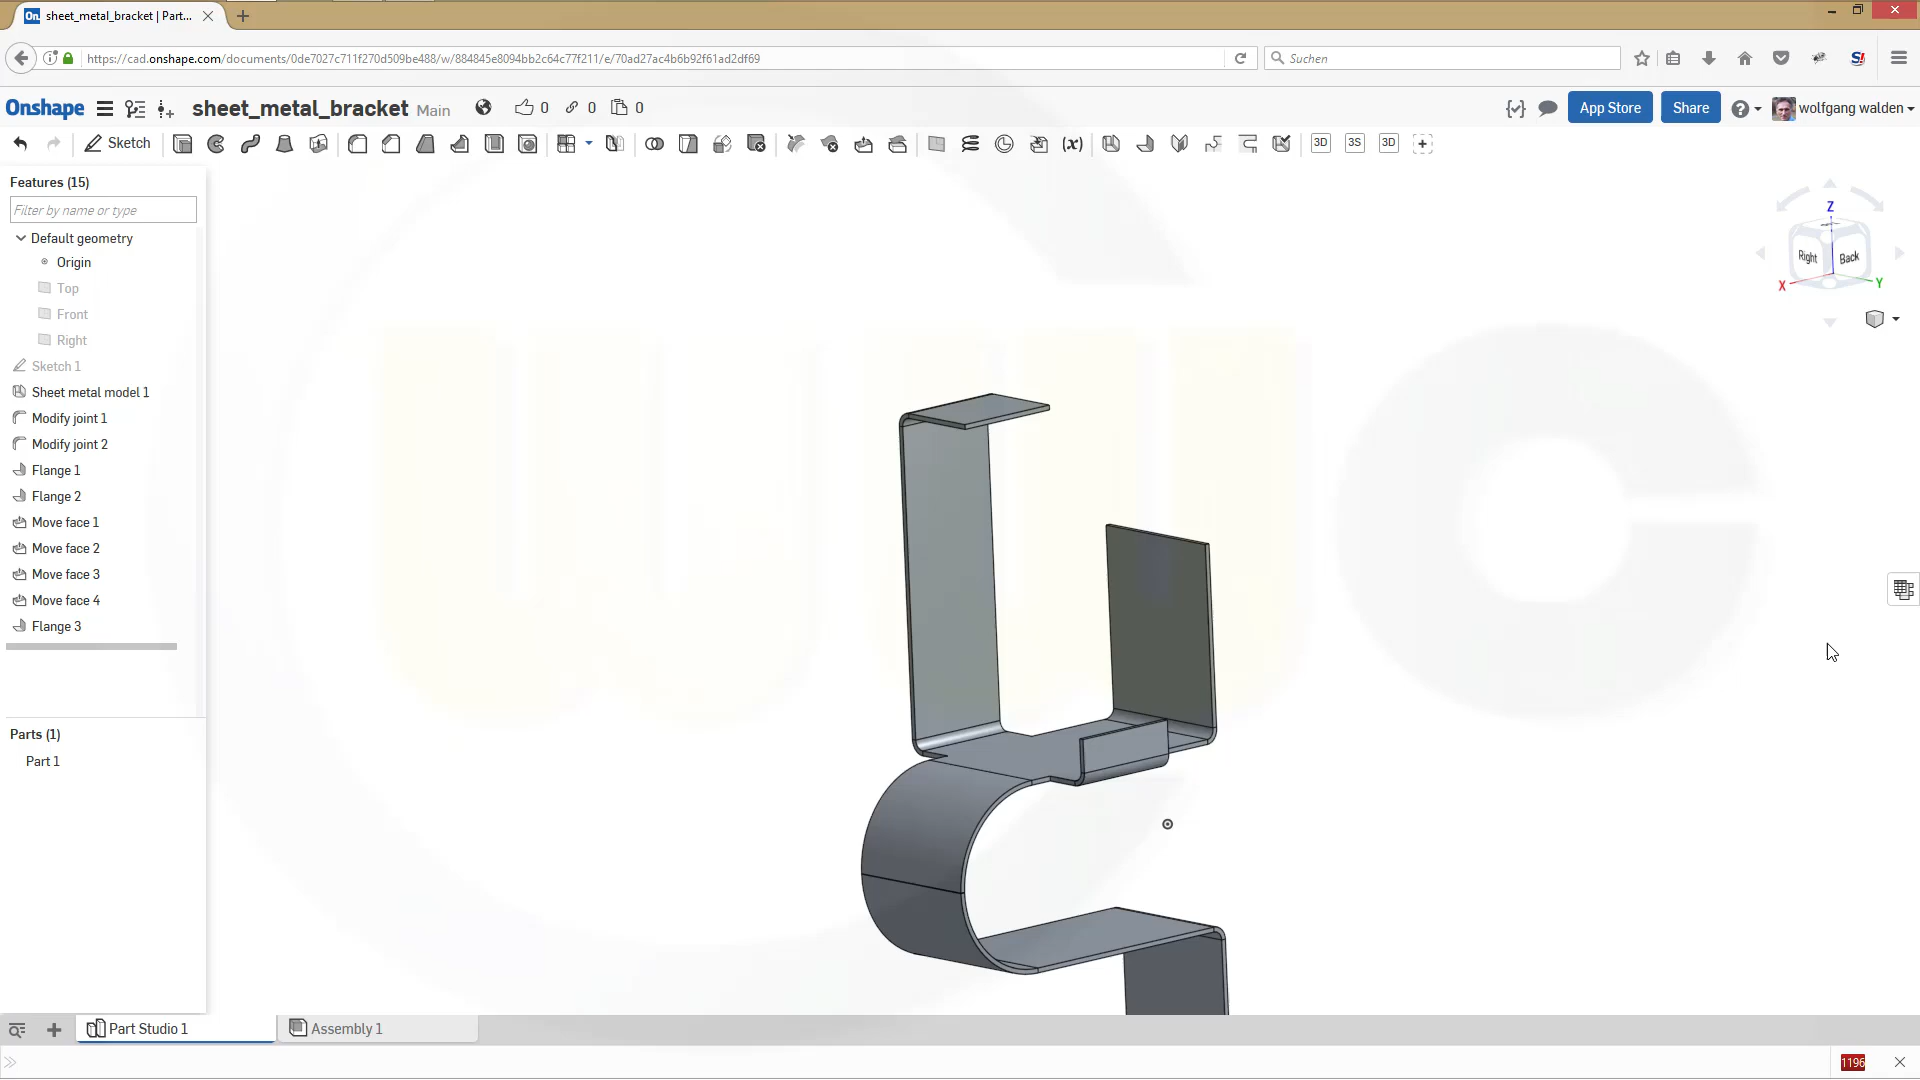 On sheet_metal_bracket | Part...
https://cad.onshape.com/documents/0de7027c711f270d509be488/w/884845e8094bb2c64c77f211/e/70ad27ac4b6b92f61ad2df69
Suchen
S!
Onshape
sheet_metal_bracket Main
0 0 0
App Store
Share
wolfgang walden
Sketch
(x)
3D 3S 3D
Features (15)
Filter by name or type
Default geometry
Origin
Top
Front
Right
Sketch 1
Sheet metal model 1
Modify joint 1
Modify joint 2
Flange 1
Flange 2
Move face 1
Move face 2
Move face 3
Move face 4
Flange 3
Parts (1)
Part 1
Z
Right Back
X Y
wwc
Part Studio 1
Assembly 1
1196